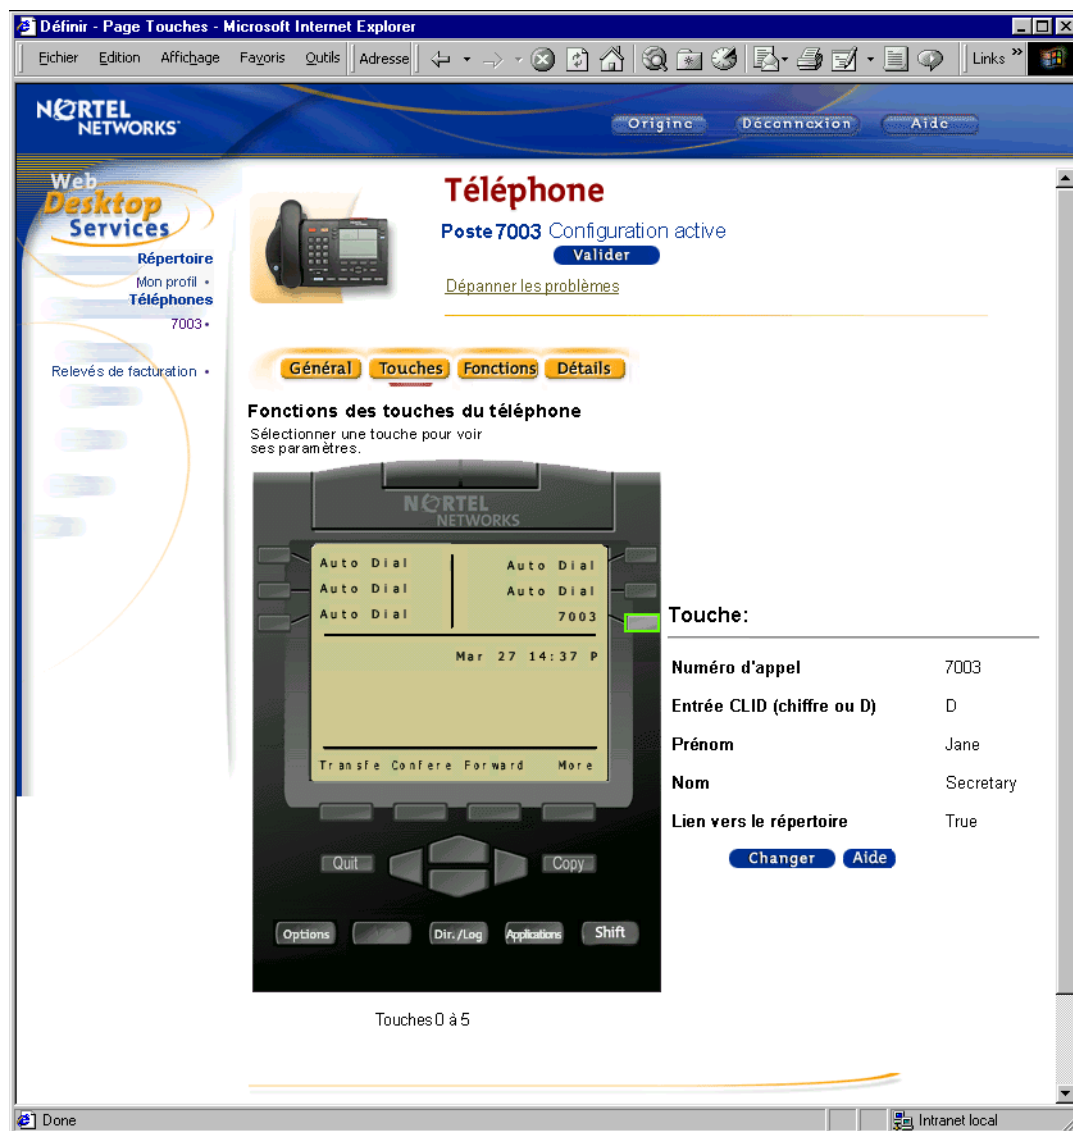 Définir - Page Touches - Microsoft Internet Explorer
Fichier Edition Affichage Favoris Outils Adresse Links »
NORTEL
NETWORKS
Origine Déconnexion Aide
Web
Desktop
Services
Répertoire
Mon profil •
Téléphones
7003 •
Relevés de facturation •
Téléphone
Poste 7003 Configuration active
Valider
Dépanner les problèmes
Général Touches Fonctions Détails
Fonctions des touches du téléphone
Sélectionner une touche pour voir
ses paramètres.
NORTEL
NETWORKS
Auto Dial Auto Dial
Auto Dial Auto Dial
Auto Dial 7003
Mar 27 14:37 P
Transfe Confere Forward More
Quit Copy
Options Dir./Log Applications Shift
Touches 0 à 5
Touche:
Numéro d'appel 7003
Entrée CLID (chiffre ou D) D
Prénom Jane
Nom Secretary
Lien vers le répertoire True
Changer Aide
Done Intranet local